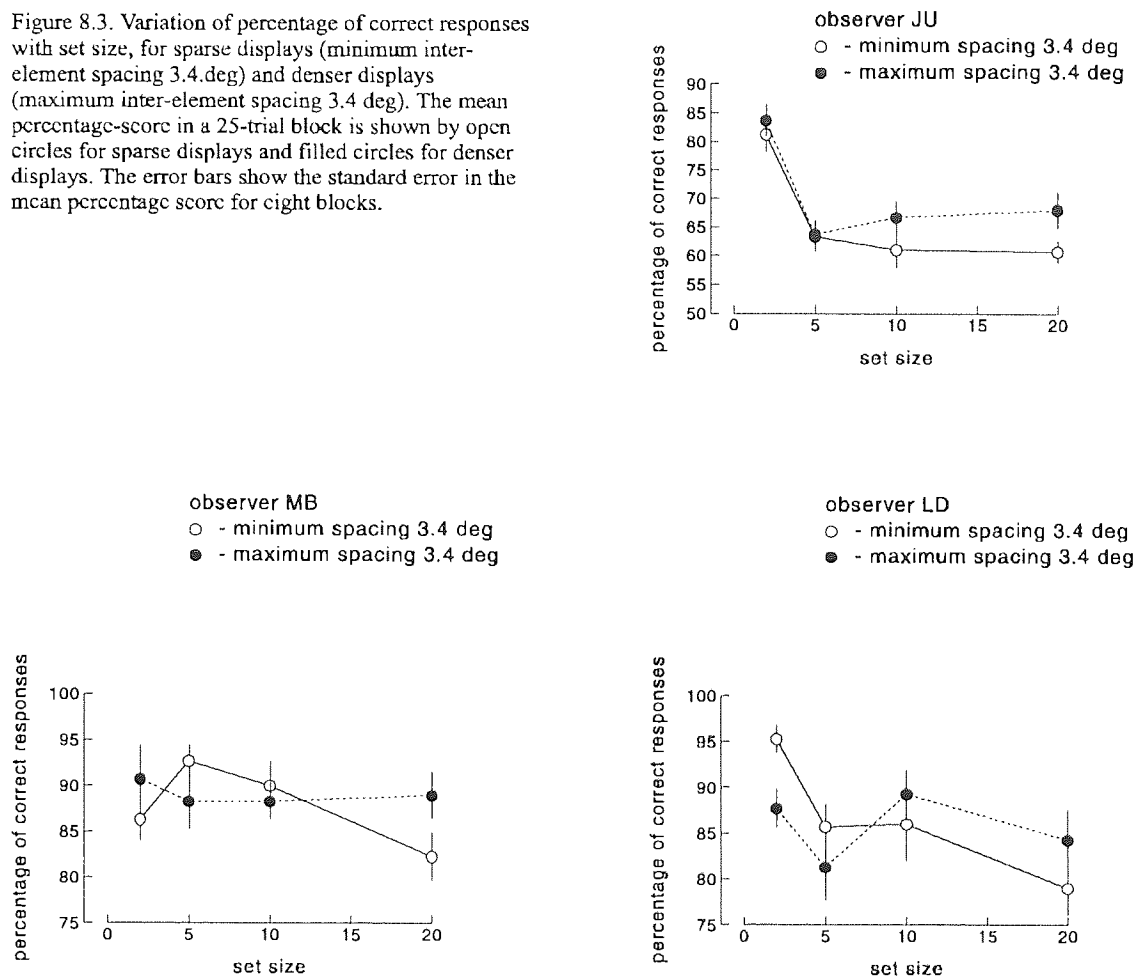 Figure 8.3. Variation of percentage of correct responses
with set size, for sparse displays (minimum inter-
element spacing 3.4.deg) and denser displays
(maximum inter-element spacing 3.4 deg). The mean
percentage-score in a 25-trial block is shown by open
circles for sparse displays and filled circles for denser
displays. The error bars show the standard error in the
mean percentage score for eight blocks.
observer JU
- minimum spacing 3.4 deg
- maximum spacing 3.4 deg
percentage of correct responses
90
85
80
75
70
65
60
55
50
0 5 10 15 20
set size
observer MB
- minimum spacing 3.4 deg
- maximum spacing 3.4 deg
percentage of correct responses
100
95
90
85
80
75
0 5 10 15 20
set size
observer LD
- minimum spacing 3.4 deg
- maximum spacing 3.4 deg
percentage of correct responses
100
95
90
85
80
75
0 5 10 15 20
set size